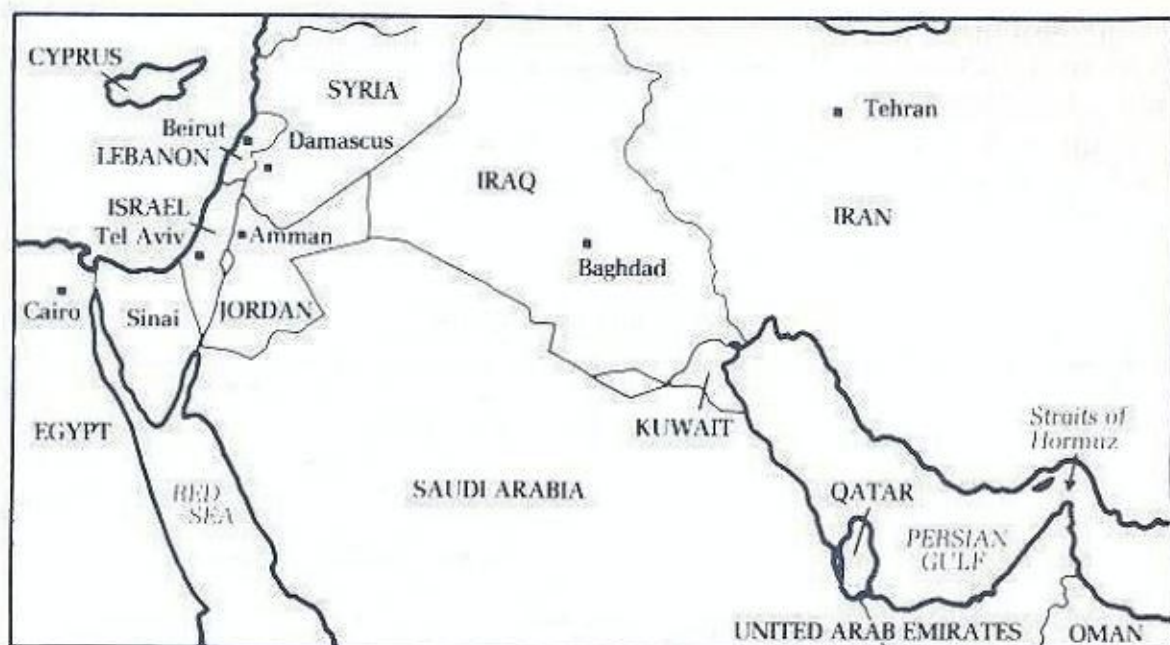 CYPRUS
SYRIA
Tehran
Beirut
Damascus
LEBANON
IRAQ
ISRAEL
IRAN
Tel Aviv
Amman
Baghdad
Cairo
Sinai
JORDAN
Straits of
Hormuz
EGYPT
KUWAIT
RED
SEA
SAUDI ARABIA
QATAR
PERSIAN
GULF
UNITED ARAB EMIRATES
OMAN